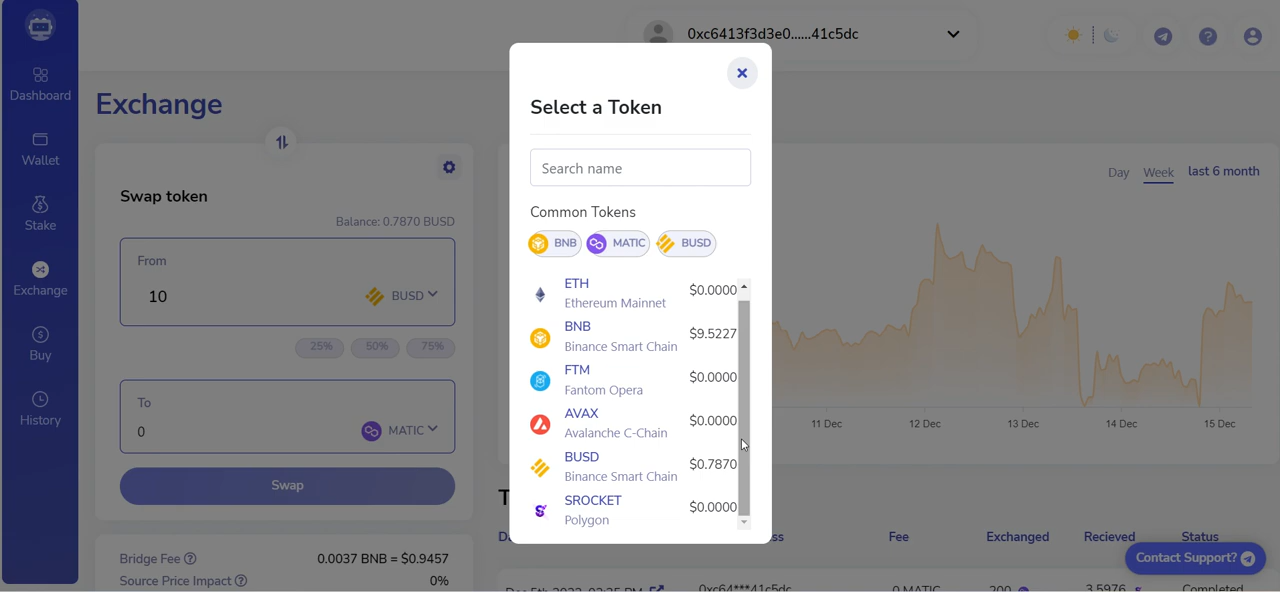 0xc6413f3d3e0......41c5dc
Dashboard
Wallet
Stake
Exchange
Buy
History
Exchange
Swap token
Balance: 0.7870 BUSD
From
10
BUSD
25%
50%
75%
To
0
MATIC
Swap
Bridge Fee
0.0037 BNB = $0.9457
Source Price Impact
0%
Select a Token
Search name
Common Tokens
BNB
MATIC
BUSD
ETH
Ethereum Mainnet
$0.0000
BNB
Binance Smart Chain
$9.5227
FTM
Fantom Opera
$0.0000
AVAX
Avalanche C-Chain
$0.0000
BUSD
Binance Smart Chain
$0.7870
SROCKET
Polygon
$0.0000
Day
Week
last 6 month
11 Dec
12 Dec
13 Dec
14 Dec
15 Dec
Fee
Exchanged
Recieved
Status
Contact Support?
0xc64***41c5dc
0 MATIC
200
3.5976
Completed